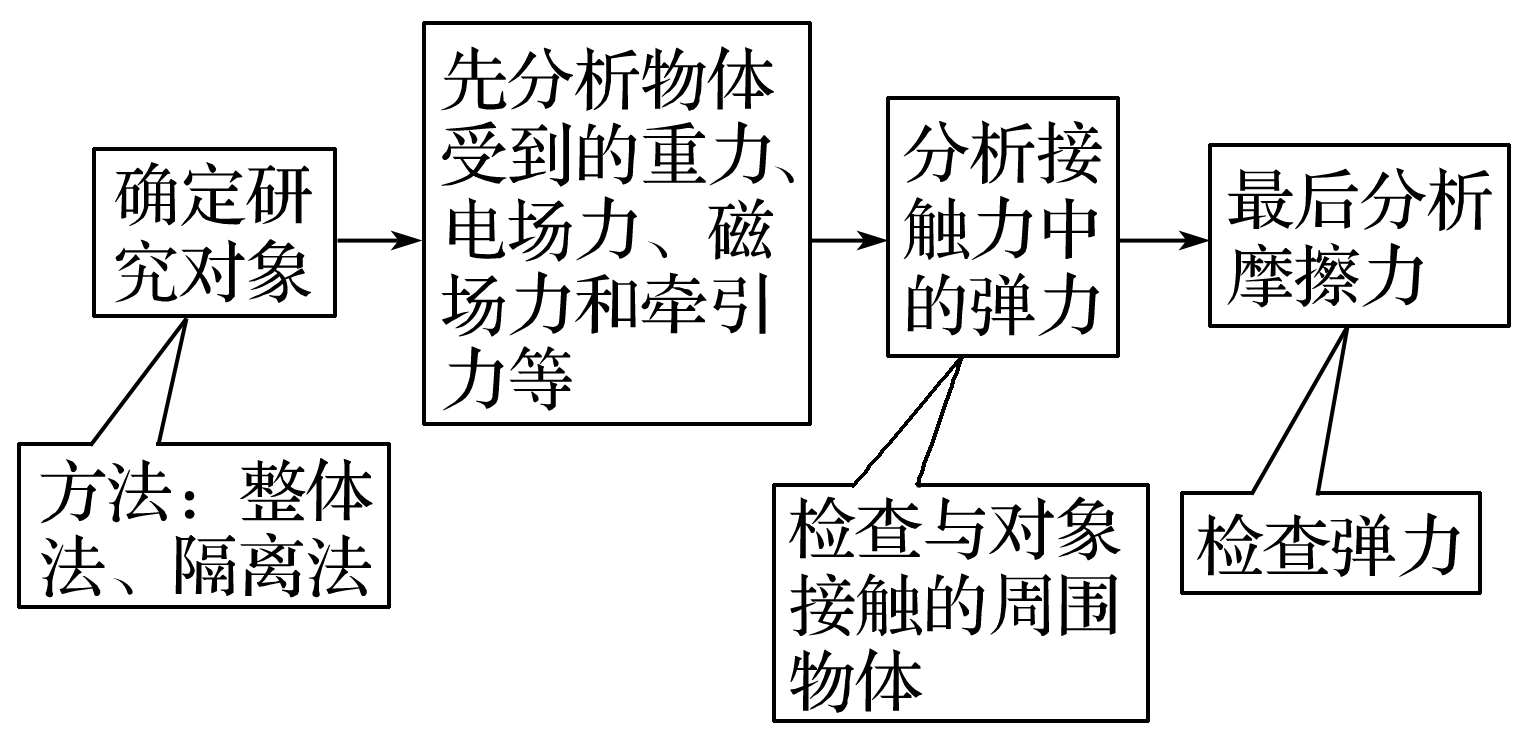 确定研
究对象
先分析物体
受到的重力、
电场力、磁
场力和牵引
力等
分析接
触力中
的弹力
最后分析
摩擦力
方法：整体
法、隔离法
检查与对象
接触的周围
物体
检查弹力